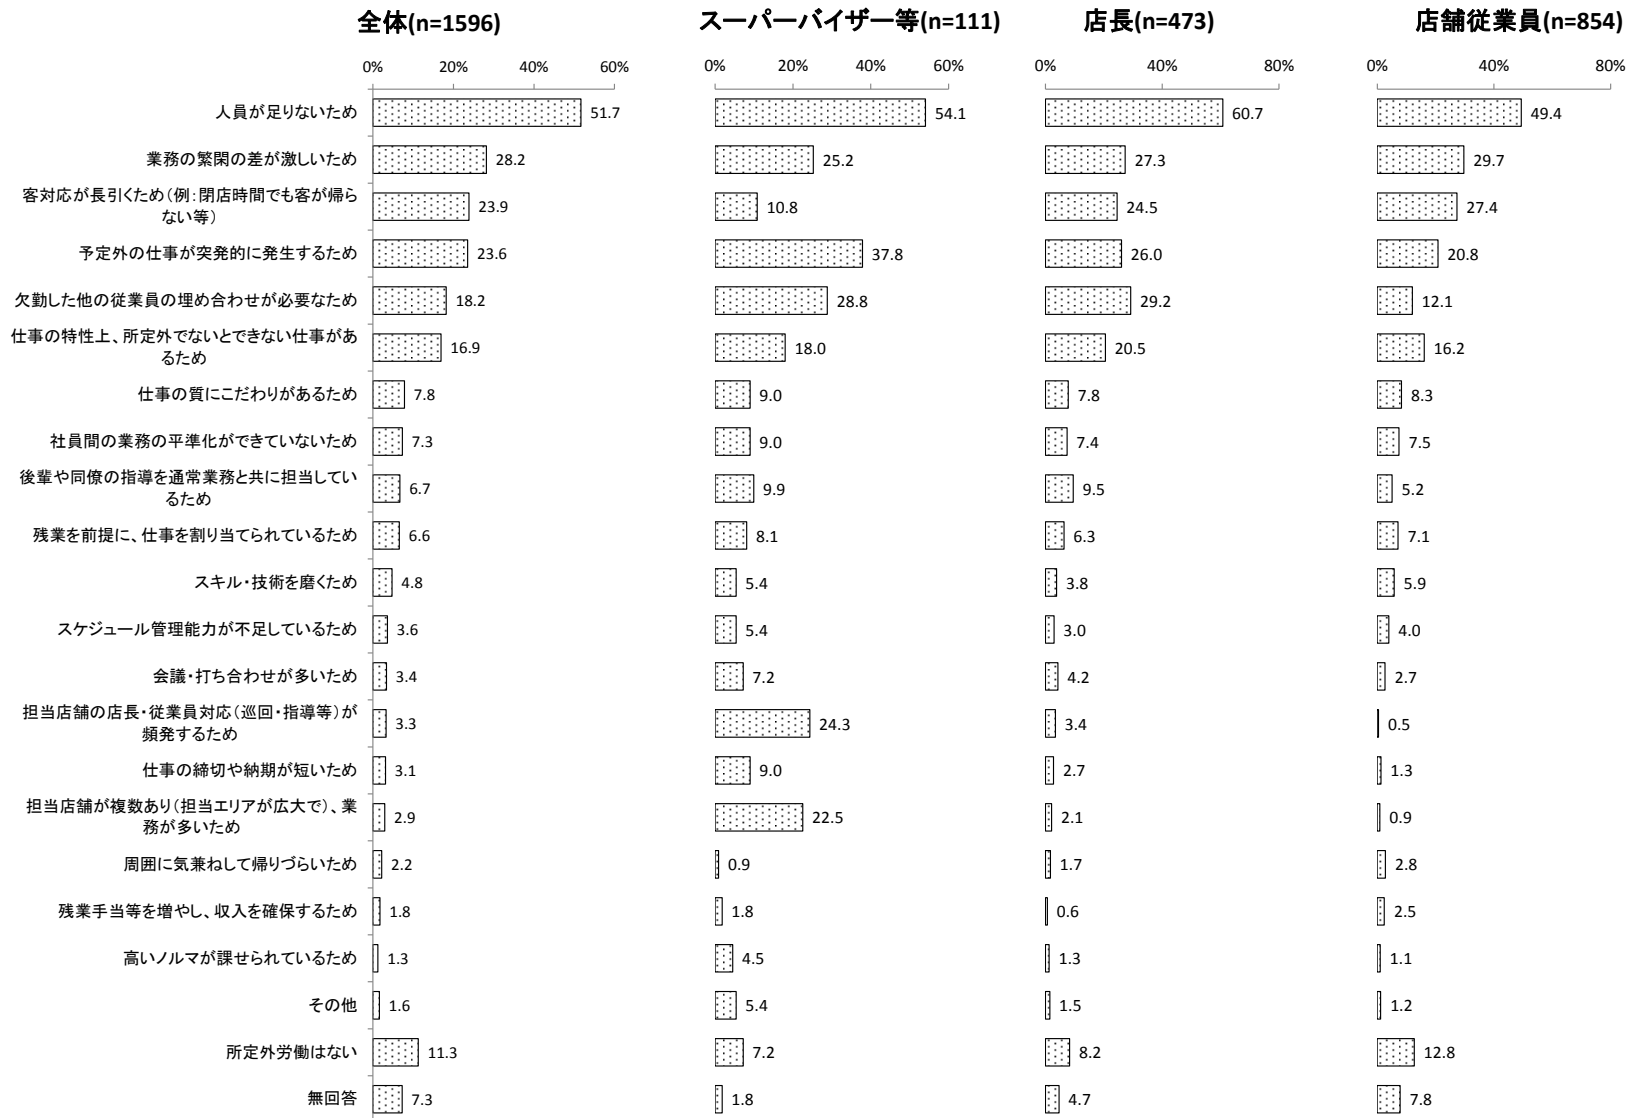 全体(n=1596) スーパーバイザー等(n=111) 店長(n=473) 店舗従業員(n=854)
0% 20% 40% 60% 0% 20% 40% 60% 0% 40% 80% 0% 40% 80%
人員が足りないため 51.7 54.1 60.7 49.4
業務の繁閑の差が激しいため 28.2 25.2 27.3 29.7
客対応が長引くため(例:閉店時間でも客が帰ら
ない等) 23.9 10.8 24.5 27.4
予定外の仕事が突発的に発生するため 23.6 37.8 26.0 20.8
欠勤した他の従業員の埋め合わせが必要なため 18.2 28.8 29.2 12.1
仕事の特性上、所定外でないとできない仕事があ
るため 16.9 18.0 20.5 16.2
仕事の質にこだわりがあるため 7.8 9.0 7.8 8.3
社員間の業務の平準化ができていないため 7.3 9.0 7.4 7.5
後輩や同僚の指導を通常業務と共に担当してい
るため 6.7 9.9 9.5 5.2
残業を前提に、仕事を割り当てられているため 6.6 8.1 6.3 7.1
スキル・技術を磨くため 4.8 5.4 3.8 5.9
スケジュール管理能力が不足しているため 3.6 5.4 3.0 4.0
会議・打ち合わせが多いため 3.4 7.2 4.2 2.7
担当店舗の店長・従業員対応(巡回・指導等)が
頻発するため 3.3 24.3 3.4 0.5
仕事の締切や納期が短いため 3.1 9.0 2.7 1.3
担当店舗が複数あり(担当エリアが広大で)、業
務が多いため 2.9 22.5 2.1 0.9
周囲に気兼ねして帰りづらいため 2.2 0.9 1.7 2.8
残業手当等を増やし、収入を確保するため 1.8 1.8 0.6 2.5
高いノルマが課せられているため 1.3 4.5 1.3 1.1
その他 1.6 5.4 1.5 1.2
所定外労働はない 11.3 7.2 8.2 12.8
無回答 7.3 1.8 4.7 7.8